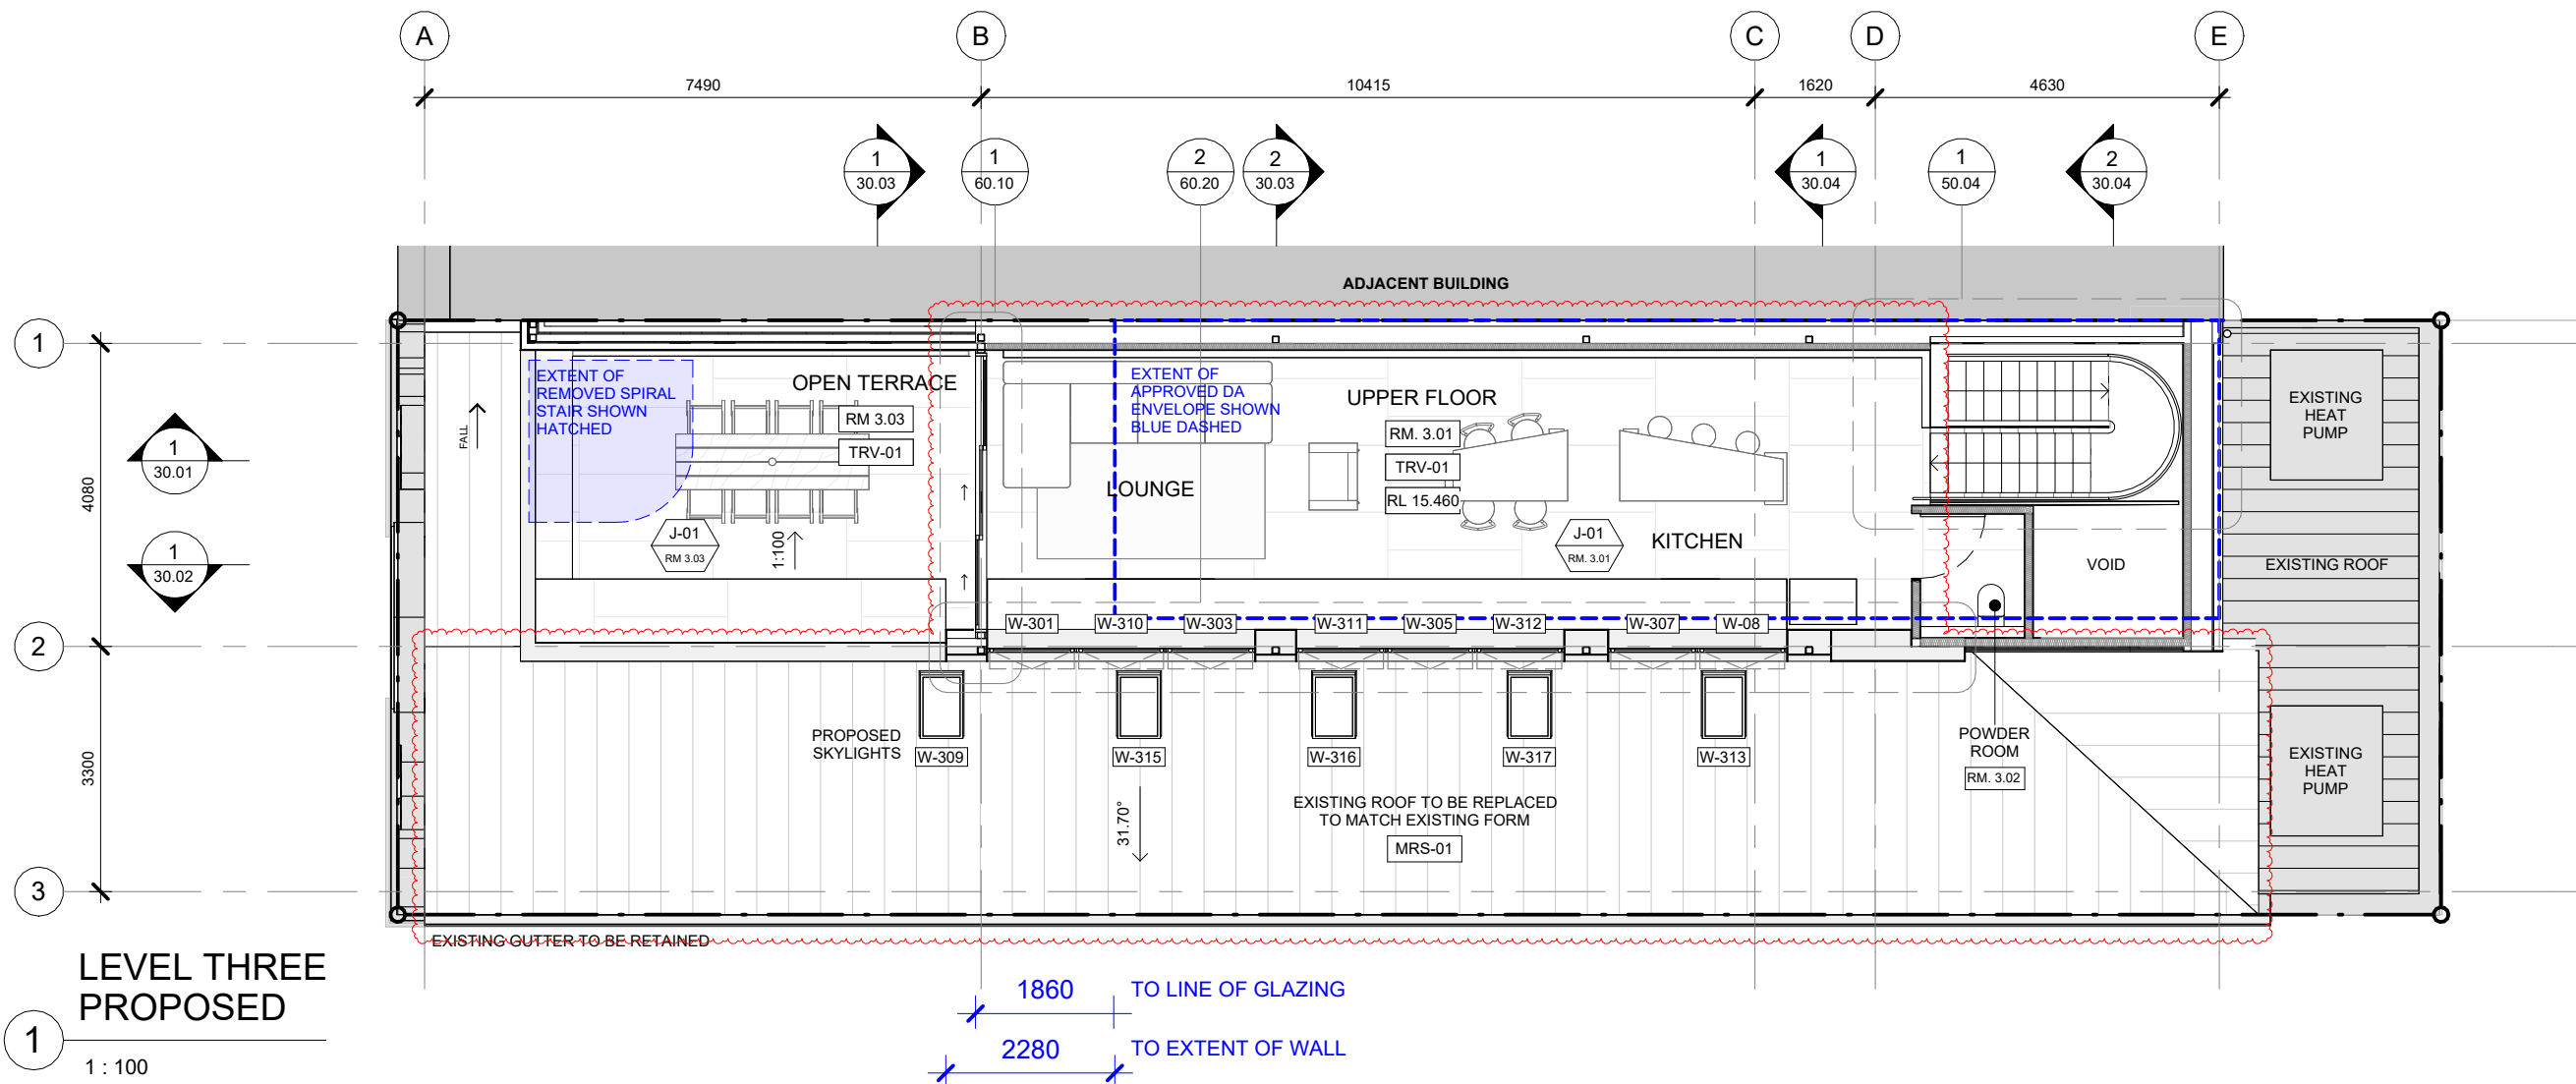 A
B
C
D
E
7490
10415
1620
4630
1
30.03
1
60.10
2
60.20
2
30.03
1
30.04
1
50.04
2
30.04
ADJACENT BUILDING
1
EXTENT OF
REMOVED SPIRAL
STAIR SHOWN
HATCHED
OPEN TERRACE
RM 3.03
TRV-01
FALL
EXTENT OF
APPROVED DA
ENVELOPE SHOWN
BLUE DASHED
UPPER FLOOR
RM. 3.01
TRV-01
RL 15.460
LOUNGE
KITCHEN
EXISTING
HEAT
PUMP
1
30.01
4080
1
30.02
J-01
RM 3.03
1:100
J-01
RM. 3.01
VOID
EXISTING ROOF
2
W-301
W-310
W-303
W-311
W-305
W-312
W-307
W-08
PROPOSED
SKYLIGHTS
W-309
W-315
W-316
W-317
W-313
POWDER
ROOM
RM. 3.02
EXISTING
HEAT
PUMP
3300
31.70°
EXISTING ROOF TO BE REPLACED
TO MATCH EXISTING FORM
MRS-01
3
EXISTING GUTTER TO BE RETAINED
LEVEL THREE
PROPOSED
1
1 : 100
1860
TO LINE OF GLAZING
2280
TO EXTENT OF WALL